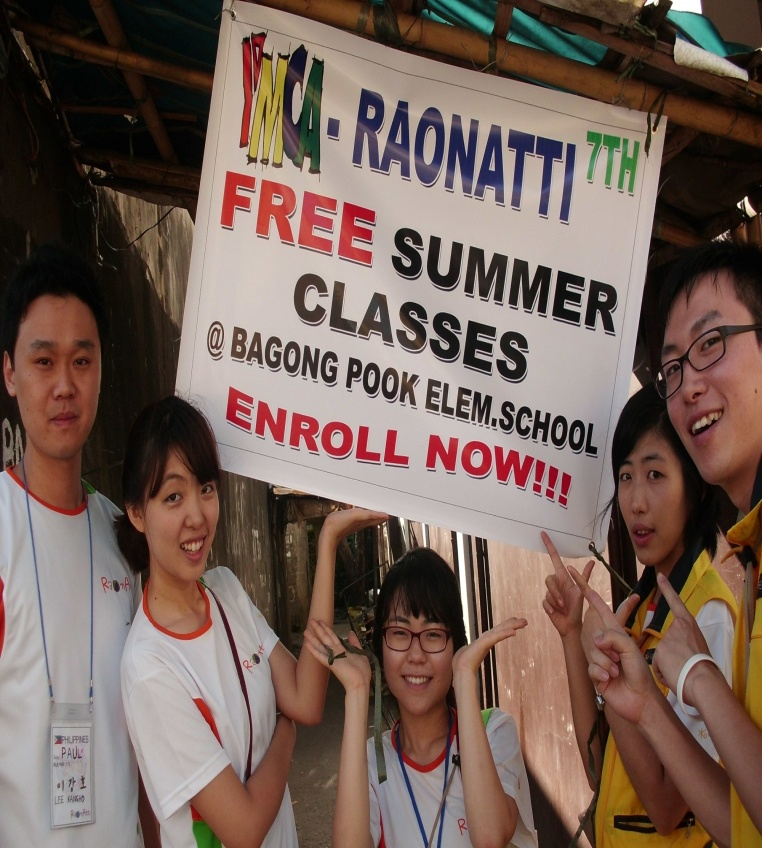 YMCA - RAONATTI 7TH
FREE SUMMER
CLASSES
@ BAGONG POOK ELEM.SCHOOL
ENROLL NOW!!!
PHILIPPINES
PAUL
이강호
LEE KANGHO